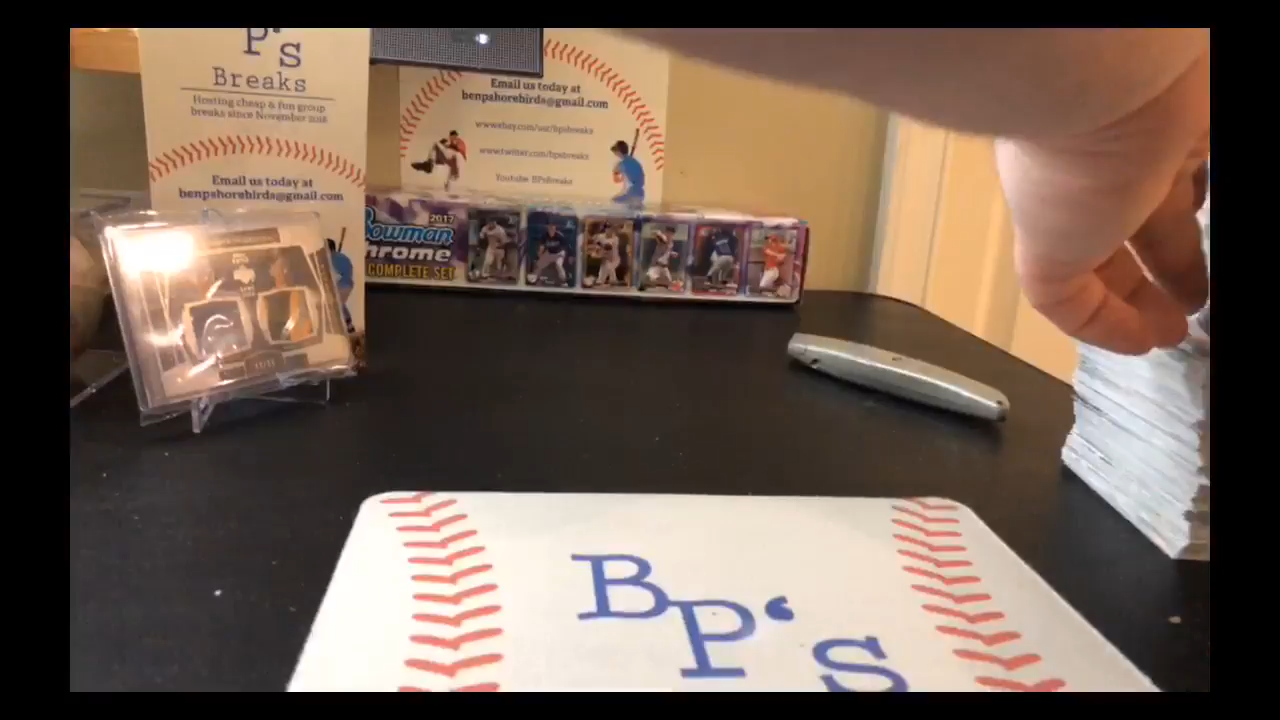 P's
Breaks
Hosting cheap & fun group
breaks since November 2016
Email us today at
benpshorebirds@gmail.com
Email us today at
benpshorebirds@gmail.com
www.ebay.com/usr/bpsbreaks
www.twitter.com/bpsbreaks
Youtube: BPsBreaks
2017
Bowman
hrome
COMPLETE SET
BP's